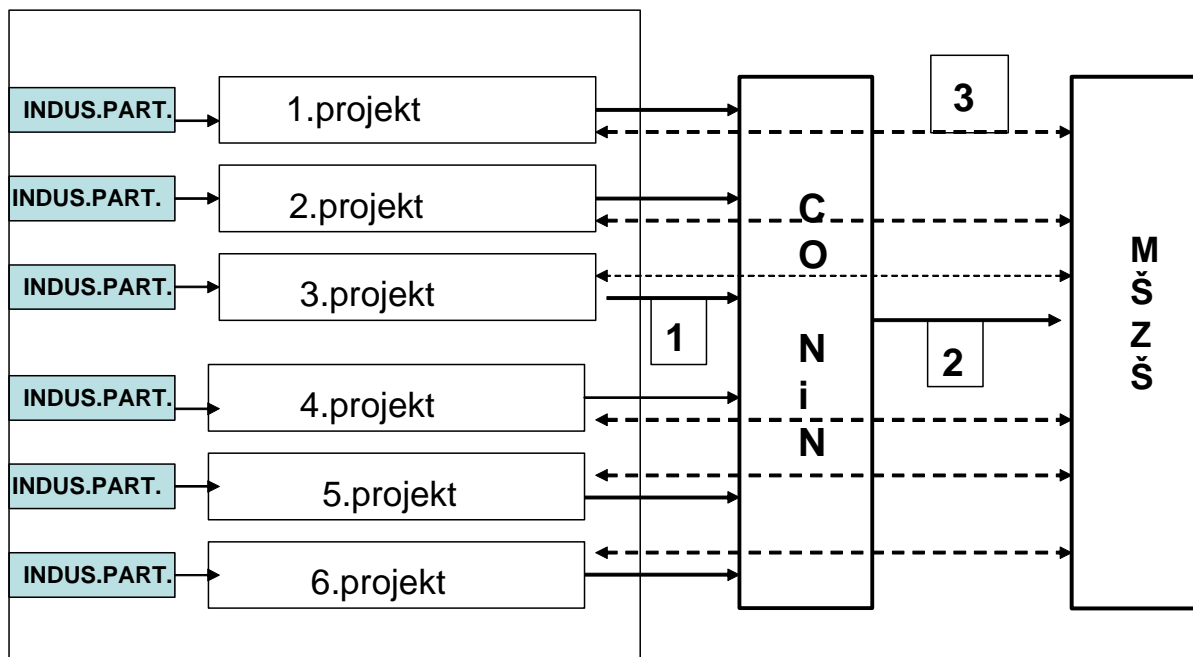 INDUS.PART.
1.projekt
INDUS.PART.
2.projekt
INDUS.PART.
3.projekt
INDUS.PART.
4.projekt
INDUS.PART.
5.projekt
INDUS.PART.
6.projekt
1
C
O
N
i
N
2
3
M
Š
Z
Š